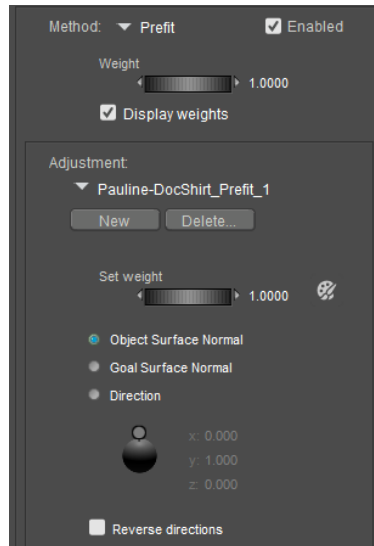 Method: Prefit Enabled
Weight
1.0000
Display weights
Adjustment:
Pauline-DocShirt_Prefit_1
New Delete...
Set weight
1.0000
Object Surface Normal
Goal Surface Normal
Direction
x: 0.000
y: 1.000
z: 0.000
Reverse directions